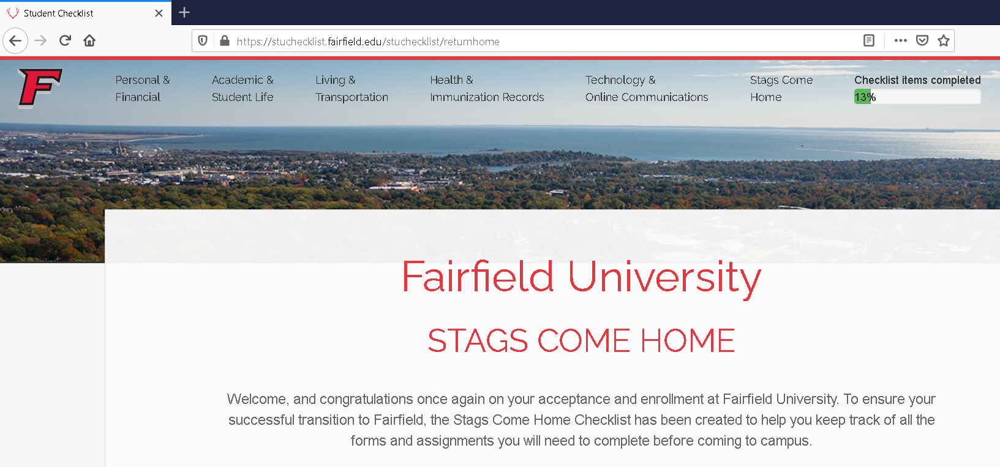 Student Checklist
https://stuchecklist.fairfield.edu/stuchecklist/returnhome
F
Personal &
Financial
Academic &
Student Life
Living &
Transportation
Health &
Immunization Records
Technology &
Online Communications
Stags Come
Home
Checklist items completed
13%
Fairfield University
STAGS COME HOME
Welcome, and congratulations once again on your acceptance and enrollment at Fairfield University. To ensure your
successful transition to Fairfield, the Stags Come Home Checklist has been created to help you keep track of all the
forms and assignments you will need to complete before coming to campus.